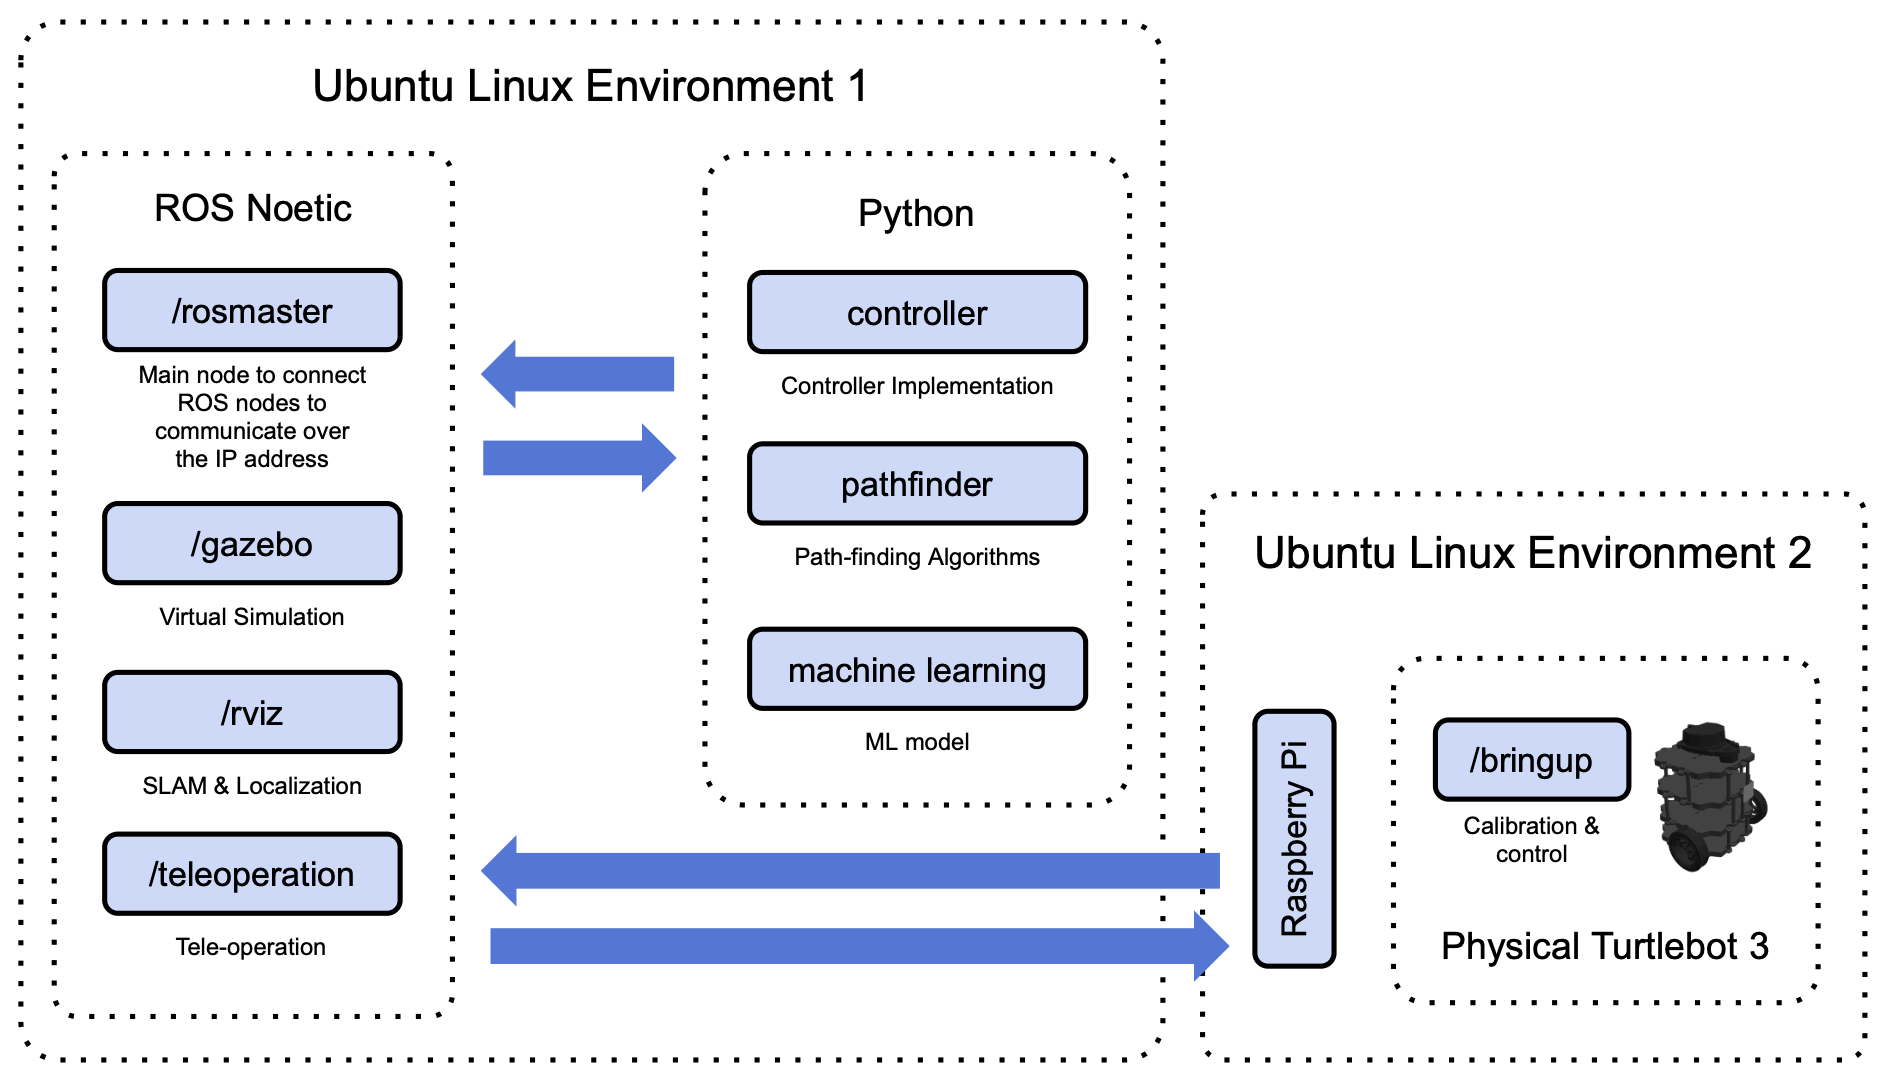 Ubuntu Linux Environment 1
ROS Noetic
/rosmaster
Main node to connect
ROS nodes to
communicate over
the IP address
/gazebo
Virtual Simulation
/rviz
SLAM & Localization
/teleoperation
Tele-operation
Python
controller
Controller Implementation
pathfinder
Path-finding Algorithms
machine learning
ML model
Ubuntu Linux Environment 2
Raspberry Pi
/bringup
Calibration &
control
Physical Turtlebot 3